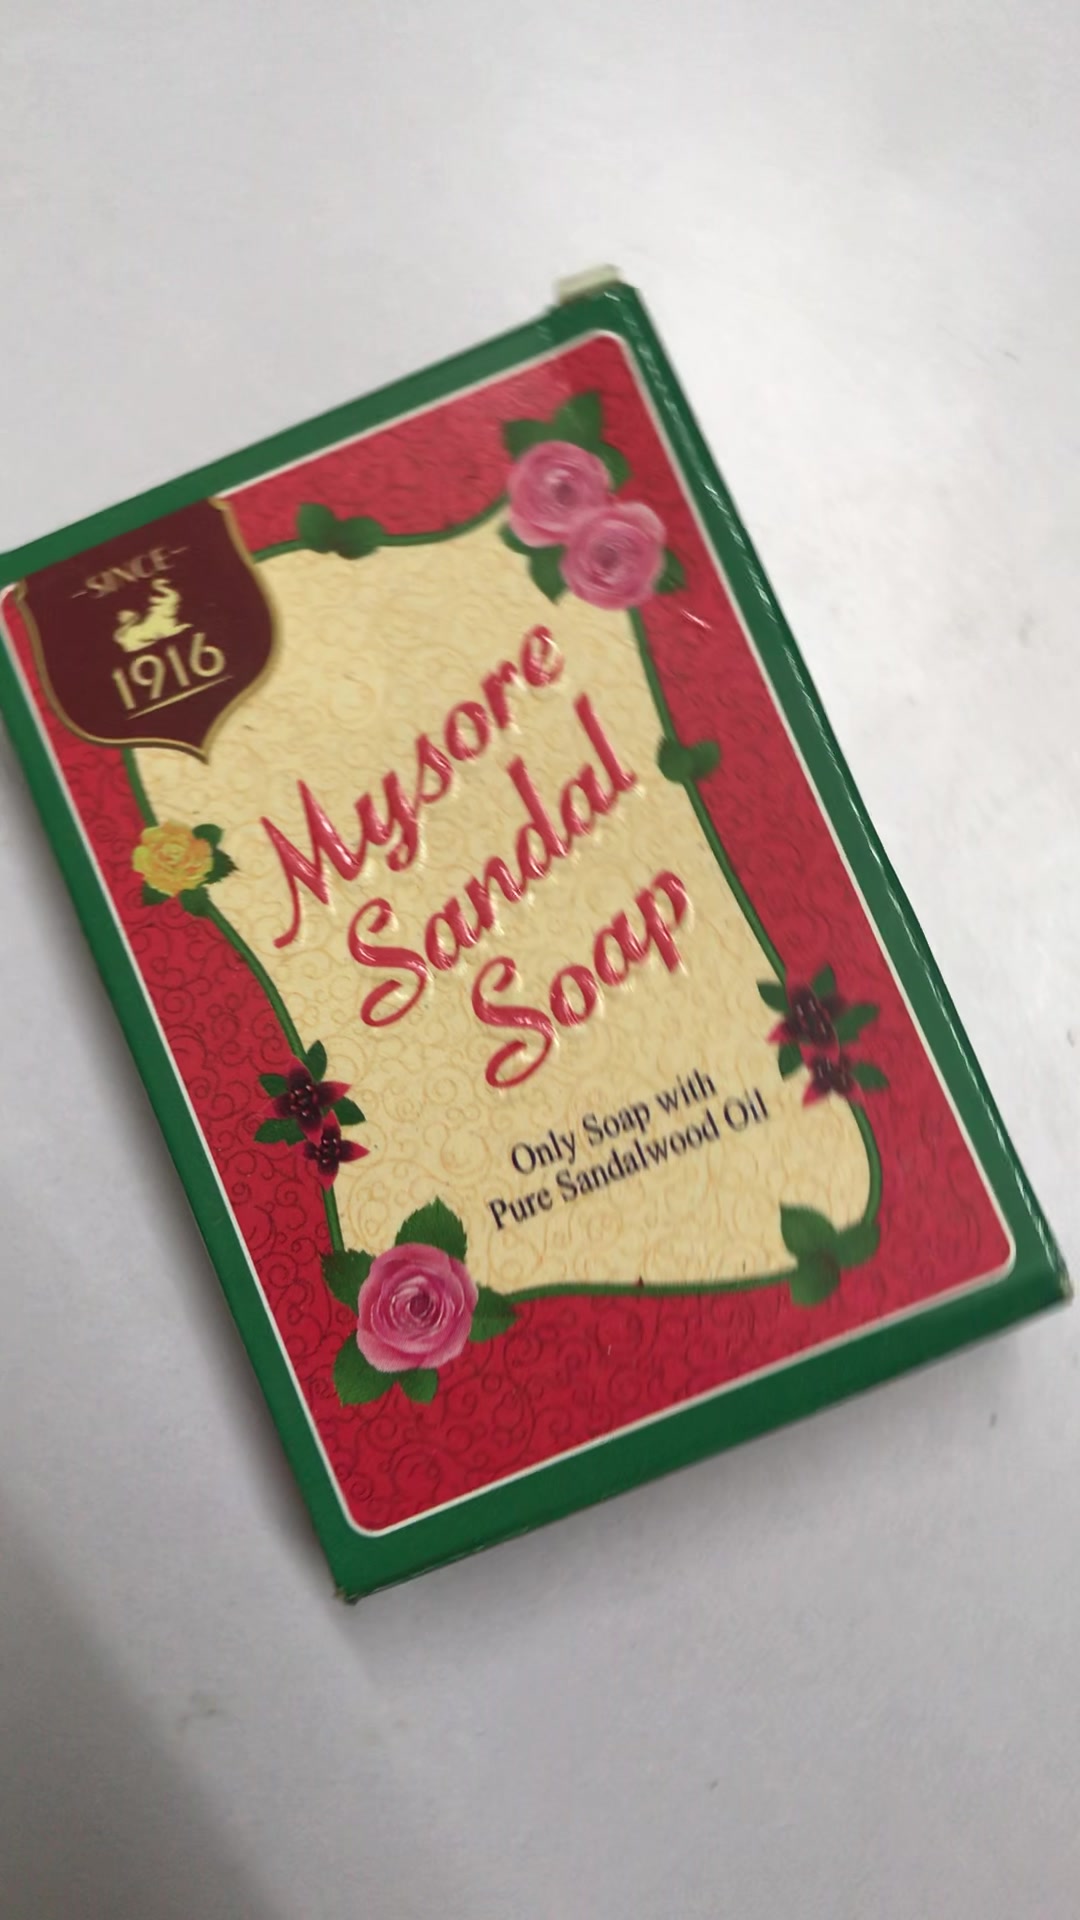 -SINCE-
1916
Mysore
Sandal
Soap
Only Soap with
Pure Sandalwood Oil